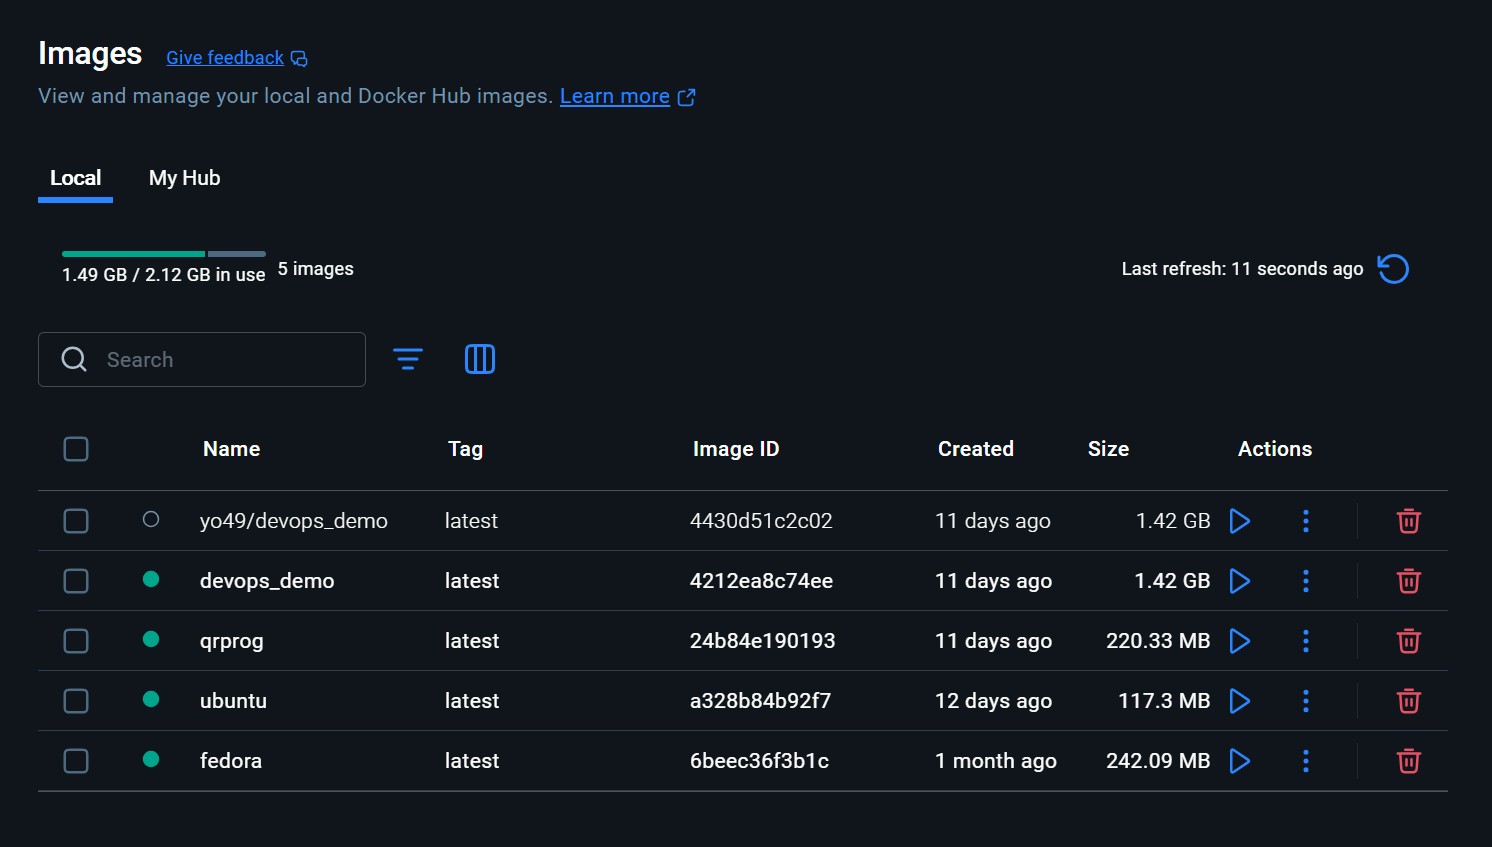 Images Give feedback
View and manage your local and Docker Hub images. Learn more
Local My Hub
1.49 GB / 2.12 GB in use 5 images Last refresh: 11 seconds ago
Search
Name Tag Image ID Created Size Actions
yo49/devops_demo latest 4430d51c2c02 11 days ago 1.42 GB
devops_demo latest 4212ea8c74ee 11 days ago 1.42 GB
qrprog latest 24b84e190193 11 days ago 220.33 MB
ubuntu latest a328b84b92f7 12 days ago 117.3 MB
fedora latest 6beec36f3b1c 1 month ago 242.09 MB